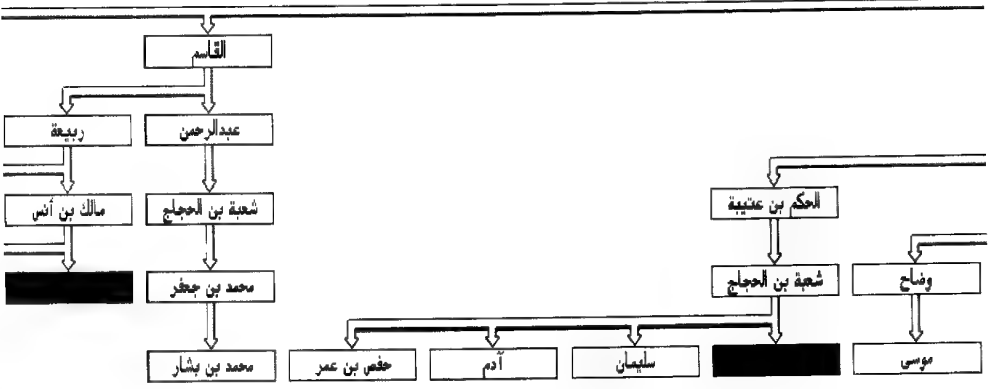 القاسم
عبدالرحمن
ربيعة
الحكم بن عتيبة
شعبة بن الحجاج
مالك بن أنس
وضاح
شعبة بن الحجاج
محمد بن جعفر
موسى
سليمان
آدم
حفص بن عمر
محمد بن بشار